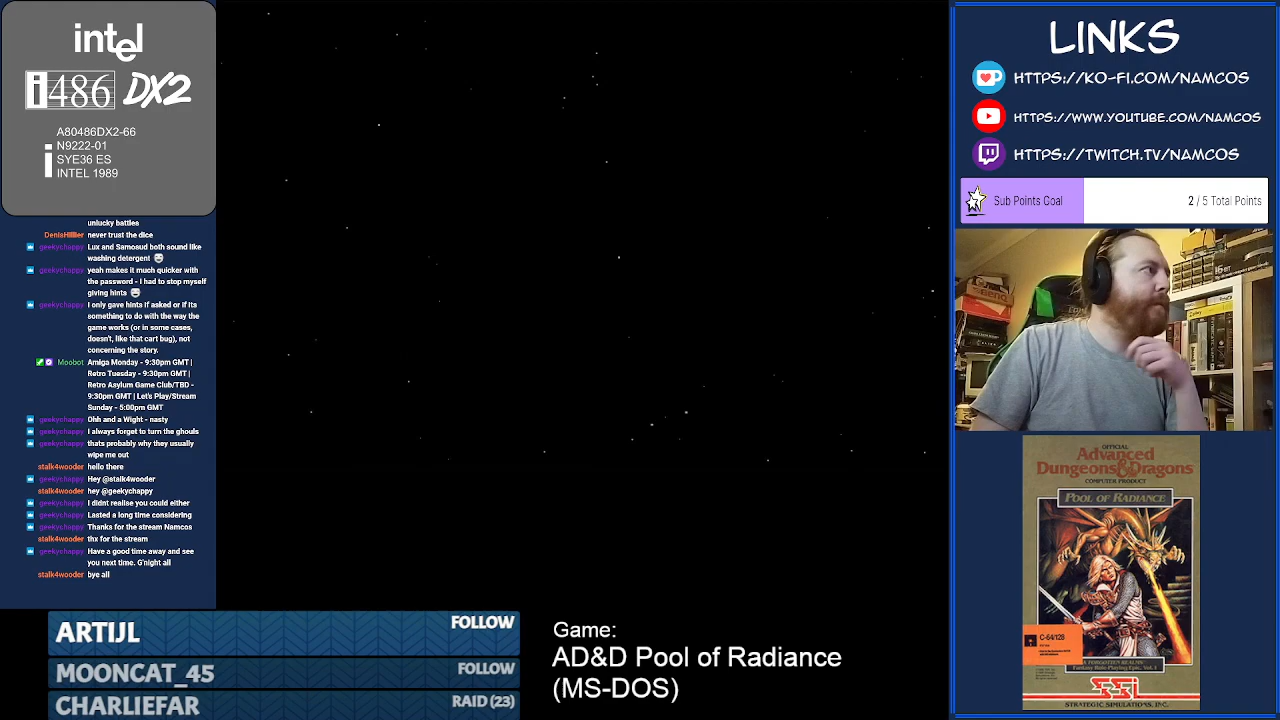 intel
i486 DX2
A80486DX2-66
N9222-01
SYE36 ES
INTEL 1989
unlucky battles
DenisHillier never trust the dice
geekychappy Lux and Samosud both sound like
washing detergent
geekychappy yeah makes it much quicker with
the password - I had to stop myself
giving hints
geekychappy I only gave hints if asked or if its
something to do with the way the
game works (or in some cases,
doesn't, like that cart bug), not
concerning the story.
Moobot Amiga Monday - 9:30pm GMT |
Retro Tuesday - 9:30pm GMT |
Retro Asylum Game Club/TBD -
9:30pm GMT | Let's Play/Stream
Sunday - 5:00pm GMT
geekychappy Ohh and a Wight - nasty
geekychappy I always forget to turn the ghouls
geekychappy thats probably why they usually
wipe me out
stalk4wooder hello there
geekychappy Hey @stalk4wooder
stalk4wooder hey @geekychappy
geekychappy I didnt realise you could either
geekychappy Lasted a long time considering
geekychappy Thanks for the stream Namcos
stalk4wooder thx for the stream
geekychappy Have a good time away and see
you next time. G'night all
stalk4wooder bye all
ARTIJL FOLLOW
MOONCAT_45 FOLLOW
CHARLIEFAR RAID (23)
Game:
AD&D Pool of Radiance
(MS-DOS)
LINKS
HTTPS://KO-FI.COM/NAMCOS
HTTPS://WWW.YOUTUBE.COM/NAMCOS
HTTPS://TWITCH.TV/NAMCOS
Sub Points Goal 2 / 5 Total Points
OFFICIAL
Advanced
Dungeons & Dragons
COMPUTER PRODUCT
POOL OF RADIANCE
C-64/128
A FORGOTTEN REALMS
Fantasy Role-Playing Epic, Vol. I
SSI
STRATEGIC SIMULATIONS, INC.